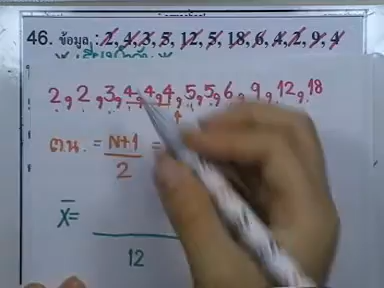 46. ข้อมูล : 2, 4, 3, 5, 12, 5, 18, 6, 4, 2, 9, 4
2, 2, 3, 4, 4, 4, 5, 5, 6, 9, 12, 18
ต.น. = N+1 =
2
x̄ =
12